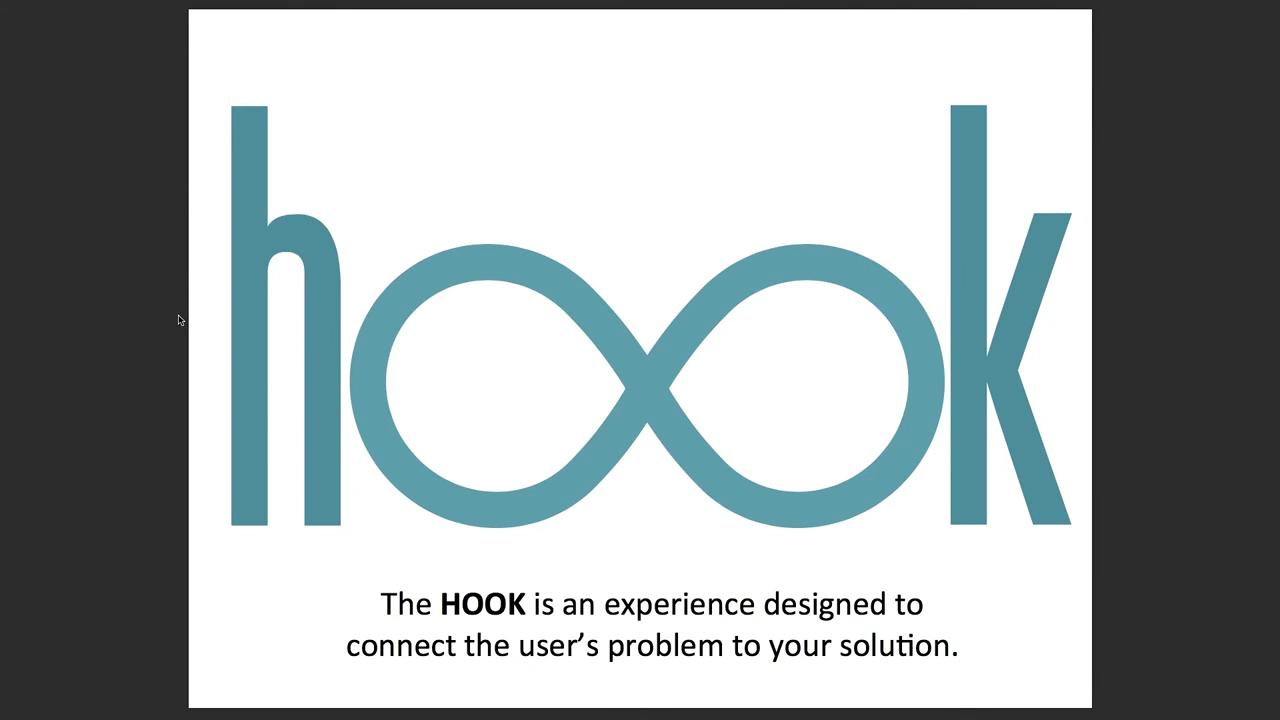 hook
The HOOK is an experience designed to
connect the user’s problem to your solution.